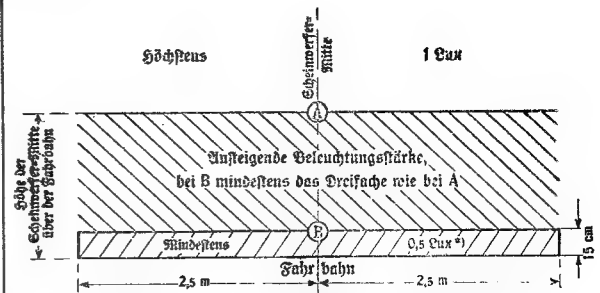 Höchstens
1 Lux
Scheinwerfer=
Mitte
A
Höhe der
Scheinwerfer=Mitte
über der Fahrbahn
Ansteigende Beleuchtungsstärke,
bei B mindestens das Dreifache wie bei A
B
Mindestens
0,5 Lux*)
15 cm
Fahrbahn
2,5 m
2,5 m